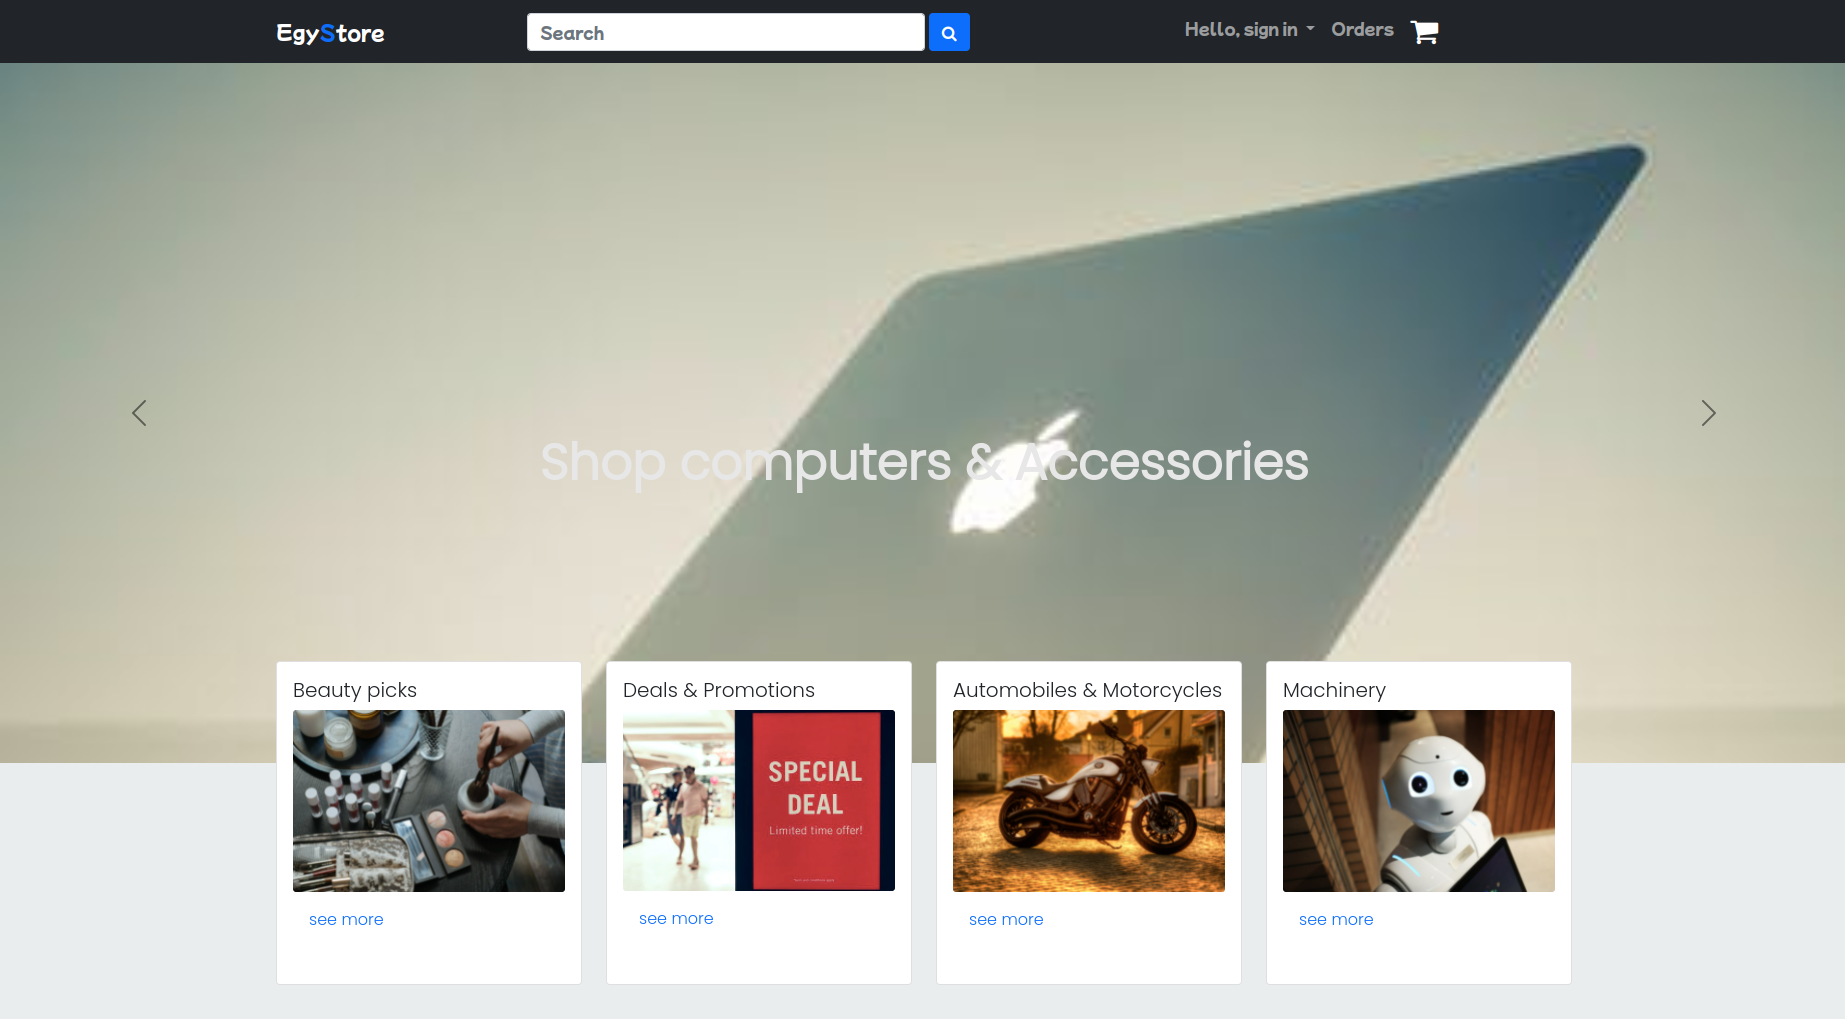 EgyStore
Search
Hello, sign in
Orders
Shop computers & Accessories
Beauty picks
Deals & Promotions
Automobiles & Motorcycles
Machinery
SPECIAL
DEAL
Limited time offer!
see more
see more
see more
see more